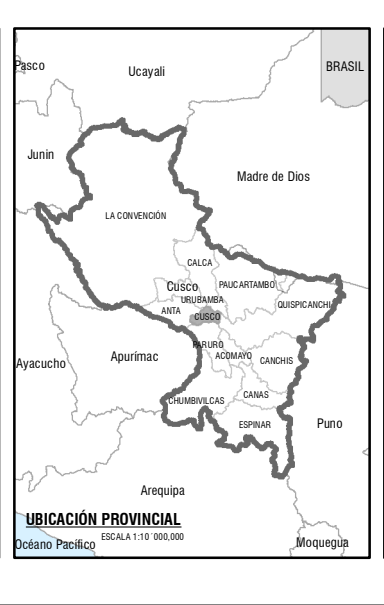 Pasco
Ucayali
BRASIL
Junin
Madre de Dios
LA CONVENCIÓN
CALCA
Cusco
PAUCARTAMBO
URUBAMBA
QUISPICANCHI
ANTA
CUSCO
PARURO
ACOMAYO
Apurímac
CANCHIS
Ayacucho
CHUMBIVILCAS
CANAS
ESPINAR
Puno
Arequipa
UBICACIÓN PROVINCIAL
ESCALA 1:10´000,000
Océano Pacífico
Moquegua